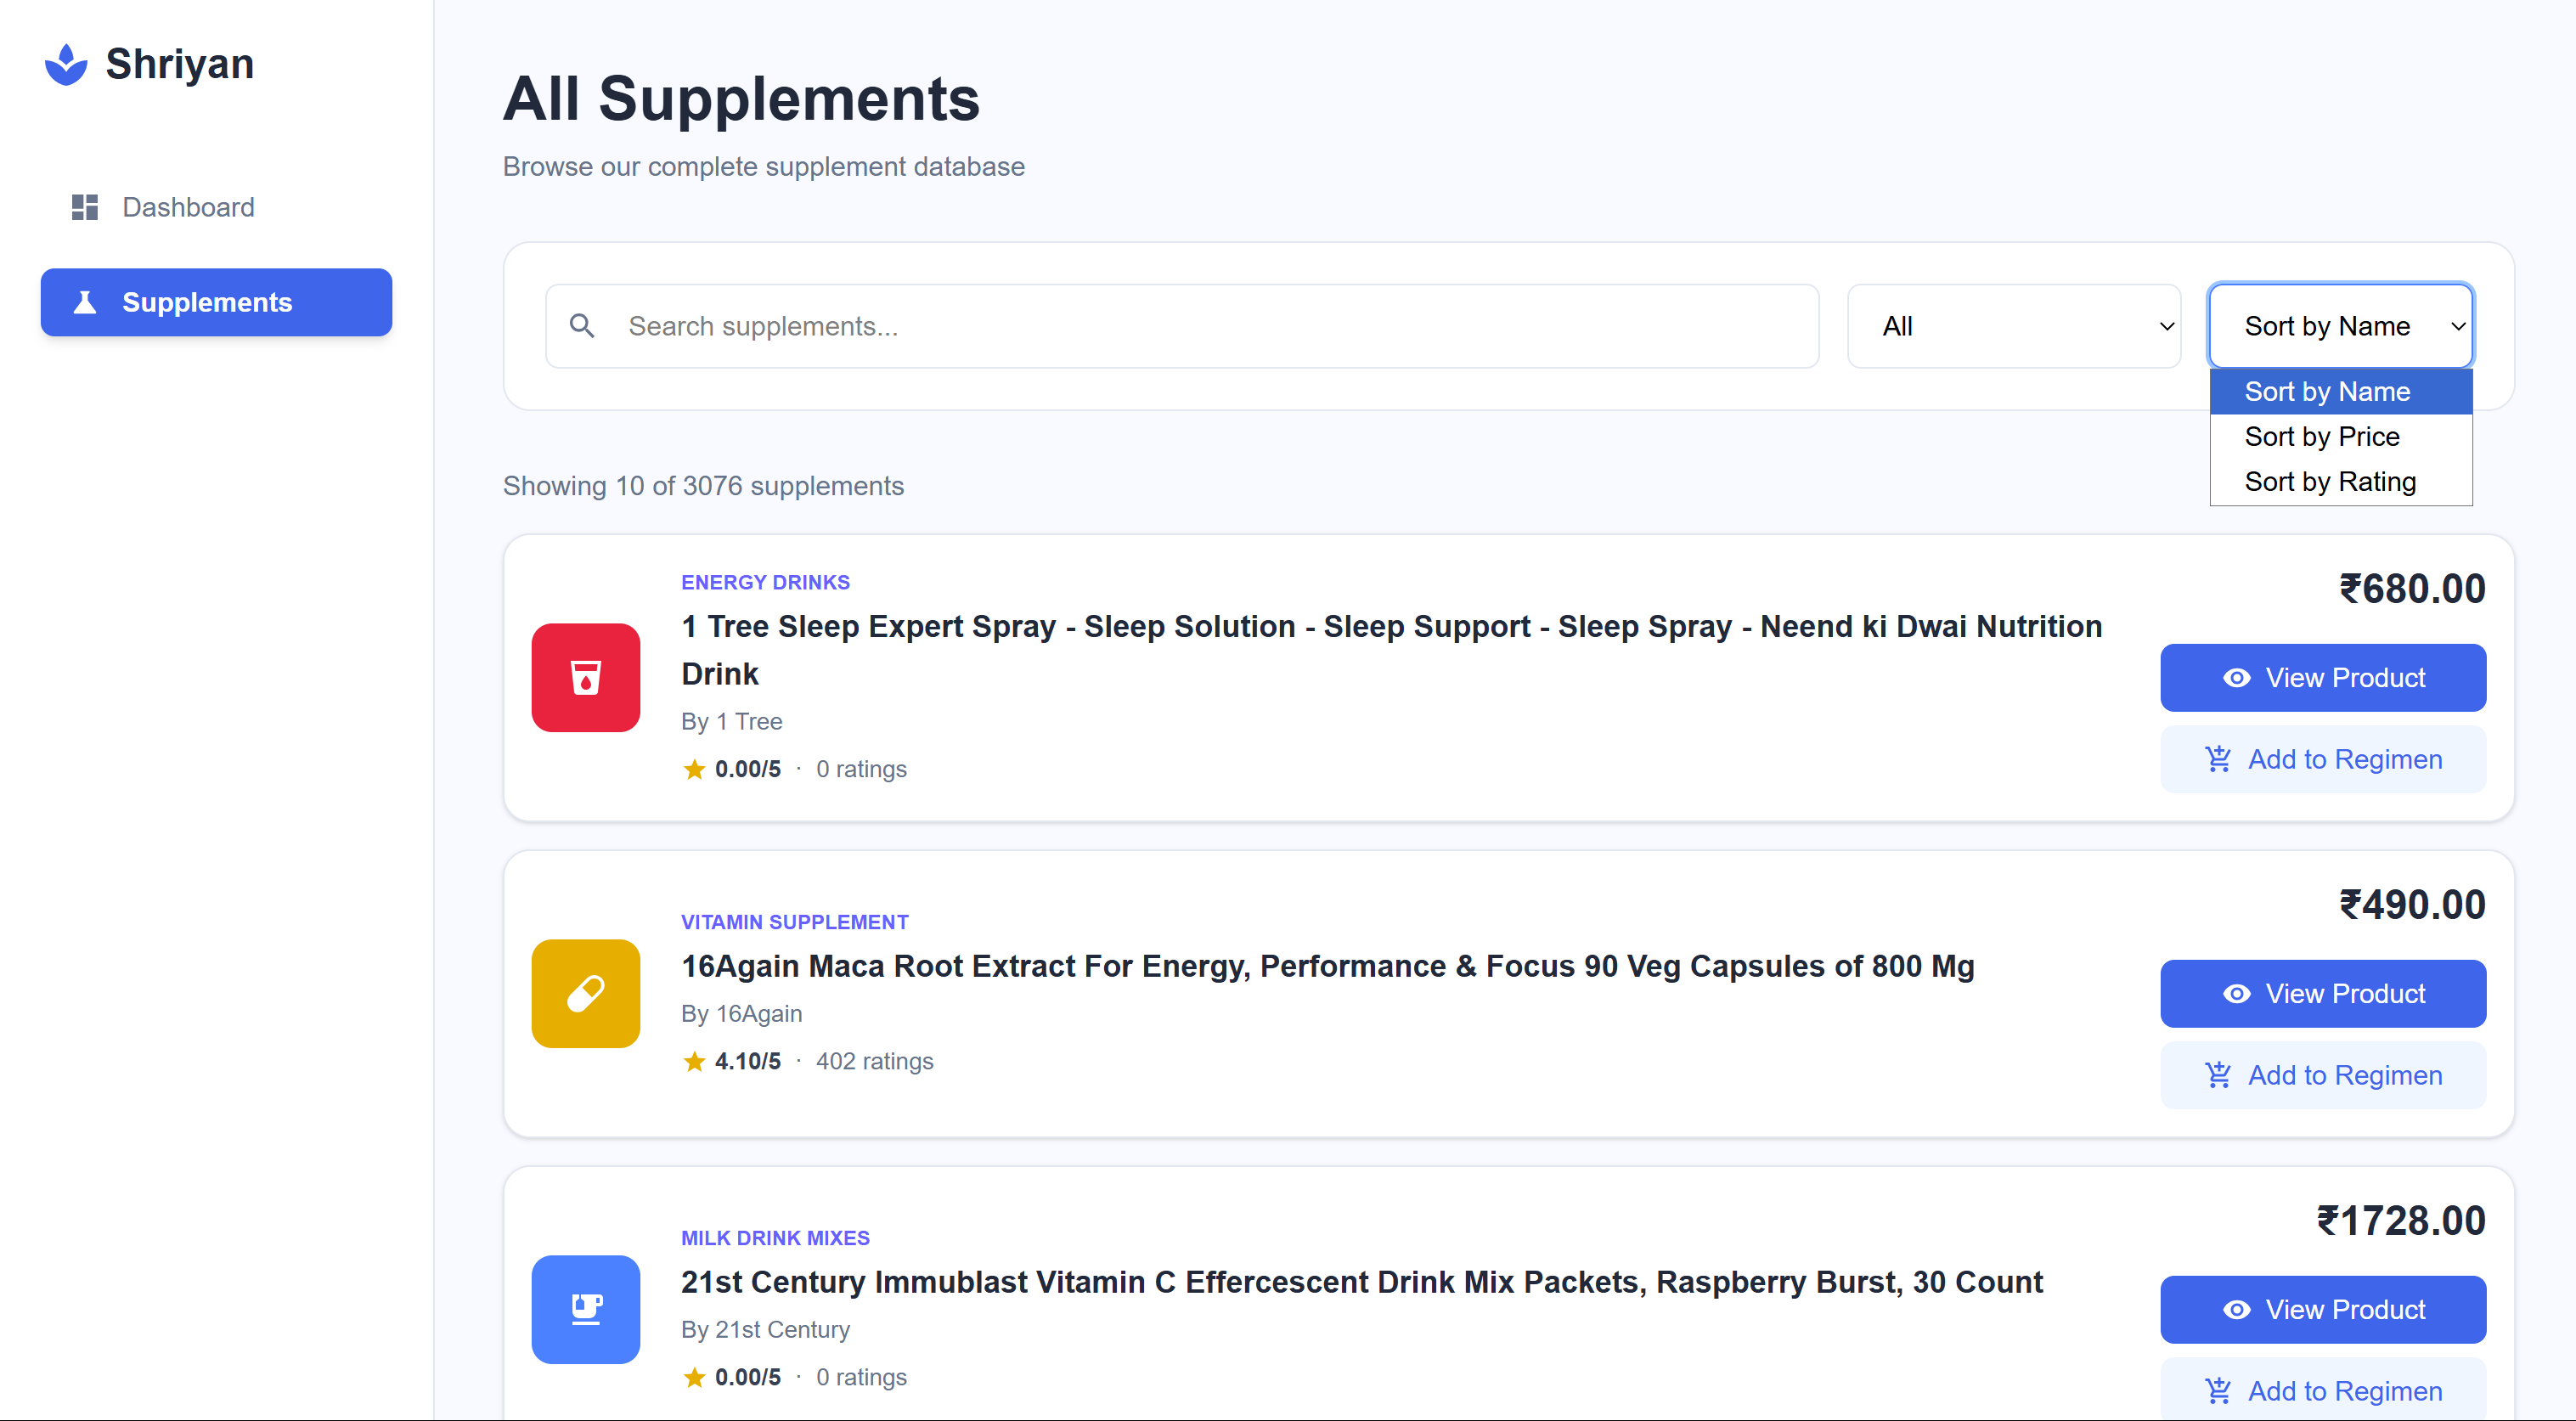 Shriyan
Dashboard
Supplements
All Supplements
Browse our complete supplement database
Search supplements...
All
Sort by Name
Sort by Name
Sort by Price
Sort by Rating
Showing 10 of 3076 supplements
ENERGY DRINKS
1 Tree Sleep Expert Spray - Sleep Solution - Sleep Support - Sleep Spray - Neend ki Dwai Nutrition
Drink
By 1 Tree
0.00/5 · 0 ratings
₹680.00
View Product
Add to Regimen
VITAMIN SUPPLEMENT
16Again Maca Root Extract For Energy, Performance & Focus 90 Veg Capsules of 800 Mg
By 16Again
4.10/5 · 402 ratings
₹490.00
View Product
Add to Regimen
MILK DRINK MIXES
21st Century Immublast Vitamin C Effercescent Drink Mix Packets, Raspberry Burst, 30 Count
By 21st Century
0.00/5 · 0 ratings
₹1728.00
View Product
Add to Regimen